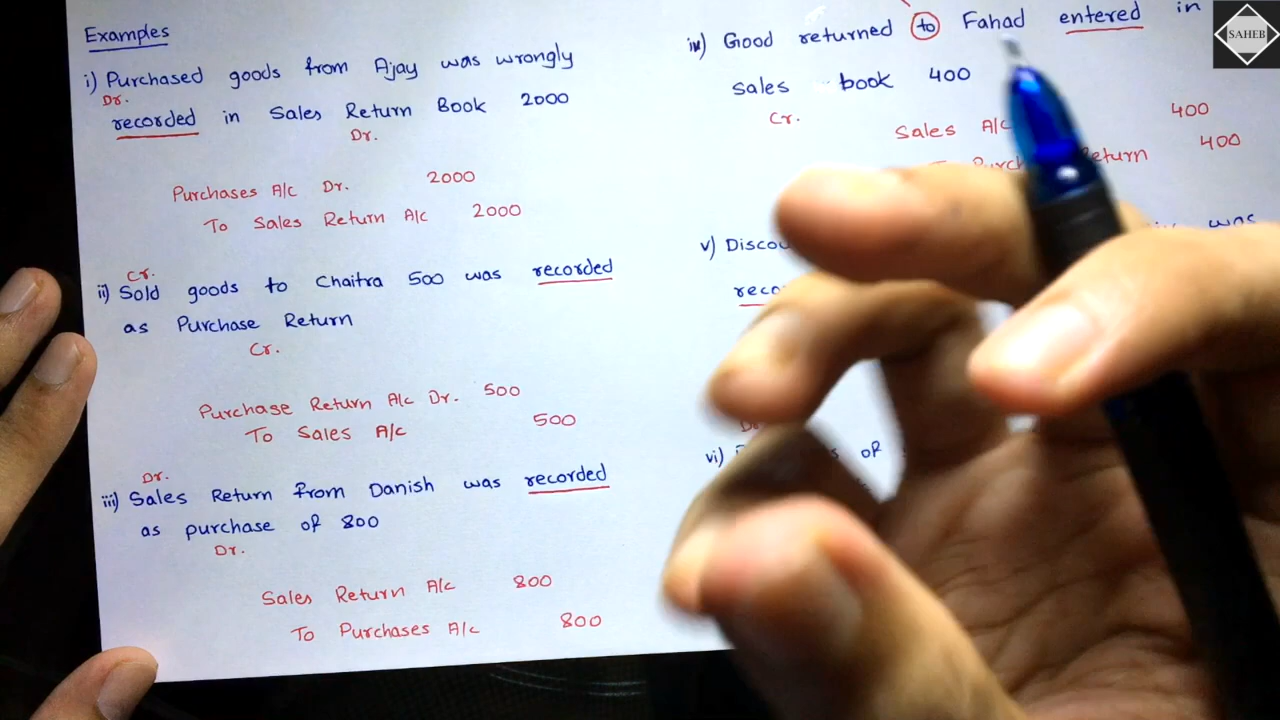 Examples
i) Purchased goods from Ajay was wrongly
Dr.
recorded in Sales Return Book 2000
Dr.
Purchases A/c Dr. 2000
To Sales Return A/c 2000
Cr.
ii) Sold goods to Chaitra 500 was recorded
as Purchase Return
Cr.
Purchase Return A/c Dr. 500
To Sales A/c 500
Dr.
iii) Sales Return from Danish was recorded
as purchase of 800
Dr.
Sales Return A/c 800
To Purchases A/c 800
iv) Good returned to Fahad entered in
sales book 400
Cr.
Sales A/c 400
Return 400
v) was
vi) of
SAHEB